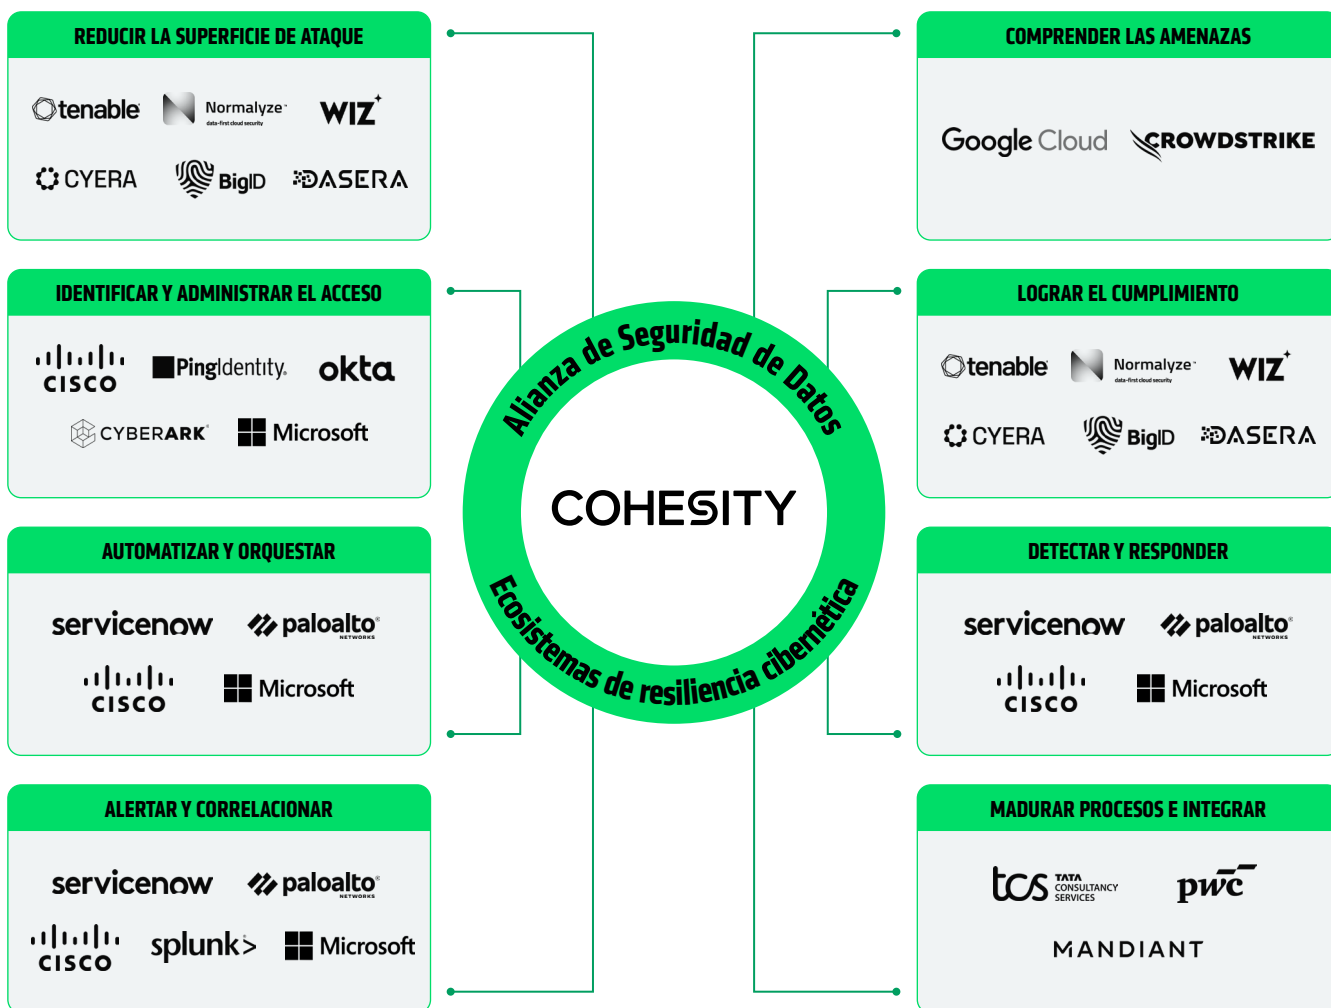 REDUCIR LA SUPERFICIE DE ATAQUE
tenable
Normalyze™
data-first cloud security
WIZ
CYERA
BigID
DASERA
IDENTIFICAR Y ADMINISTRAR EL ACCESO
CISCO
PingIdentity.
okta
CYBERARK®
Microsoft
AUTOMATIZAR Y ORQUESTAR
servicenow
paloalto®
NETWORKS
CISCO
Microsoft
ALERTAR Y CORRELACIONAR
servicenow
paloalto®
NETWORKS
CISCO
splunk>
Microsoft
Alianza de Seguridad de Datos
COHESITY
Ecosistemas de resiliencia cibernética
COMPRENDER LAS AMENAZAS
Google Cloud
CROWDSTRIKE
LOGRAR EL CUMPLIMIENTO
tenable
Normalyze™
data-first cloud security
WIZ
CYERA
BigID
DASERA
DETECTAR Y RESPONDER
servicenow
paloalto®
NETWORKS
CISCO
Microsoft
MADURAR PROCESOS E INTEGRAR
tcs
TATA
CONSULTANCY
SERVICES
pwc
MANDIANT